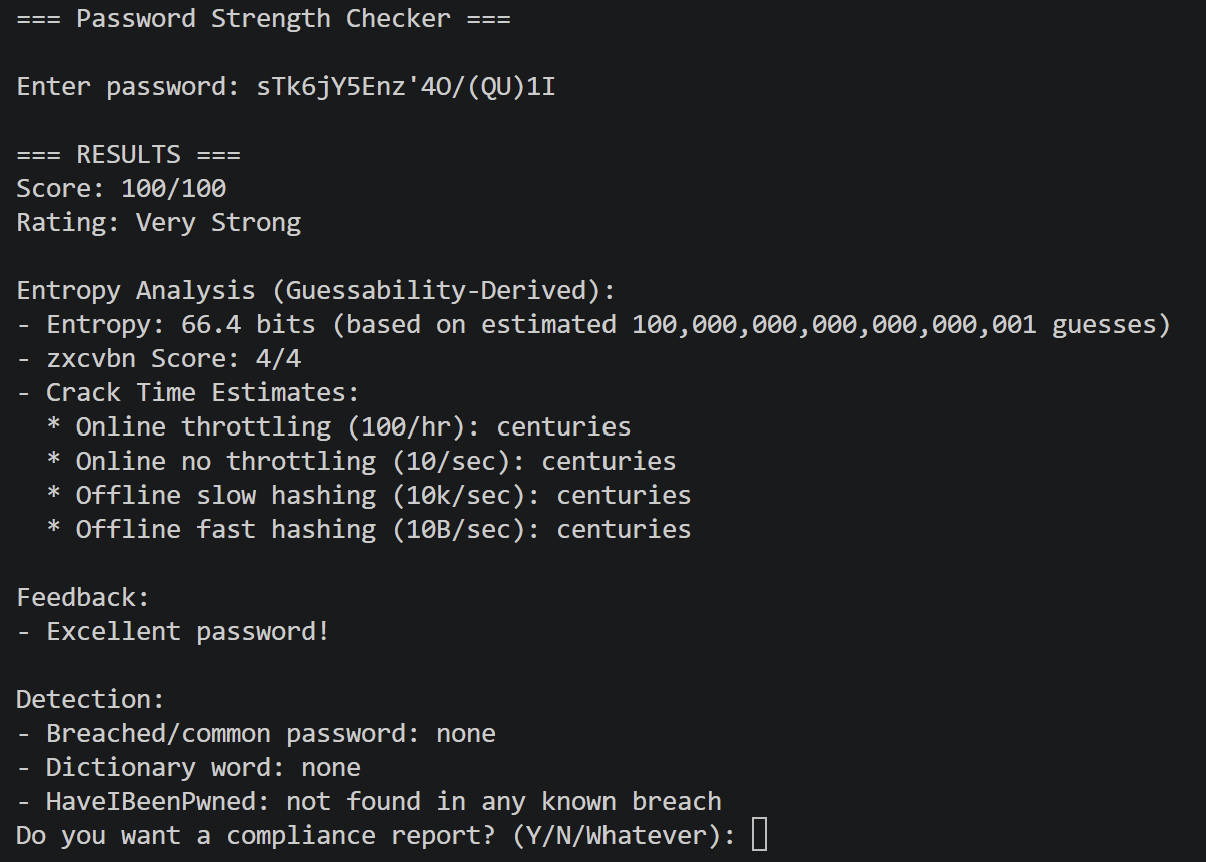 === Password Strength Checker ===
Enter password: sTk6jY5Enz'4O/(QU)1I
=== RESULTS ===
Score: 100/100
Rating: Very Strong
Entropy Analysis (Guessability-Derived):
- Entropy: 66.4 bits (based on estimated 100,000,000,000,000,000,001 guesses)
- zxcvbn Score: 4/4
- Crack Time Estimates:
  * Online throttling (100/hr): centuries
  * Online no throttling (10/sec): centuries
  * Offline slow hashing (10k/sec): centuries
  * Offline fast hashing (10B/sec): centuries
Feedback:
- Excellent password!
Detection:
- Breached/common password: none
- Dictionary word: none
- HaveIBeenPwned: not found in any known breach
Do you want a compliance report? (Y/N/Whatever):